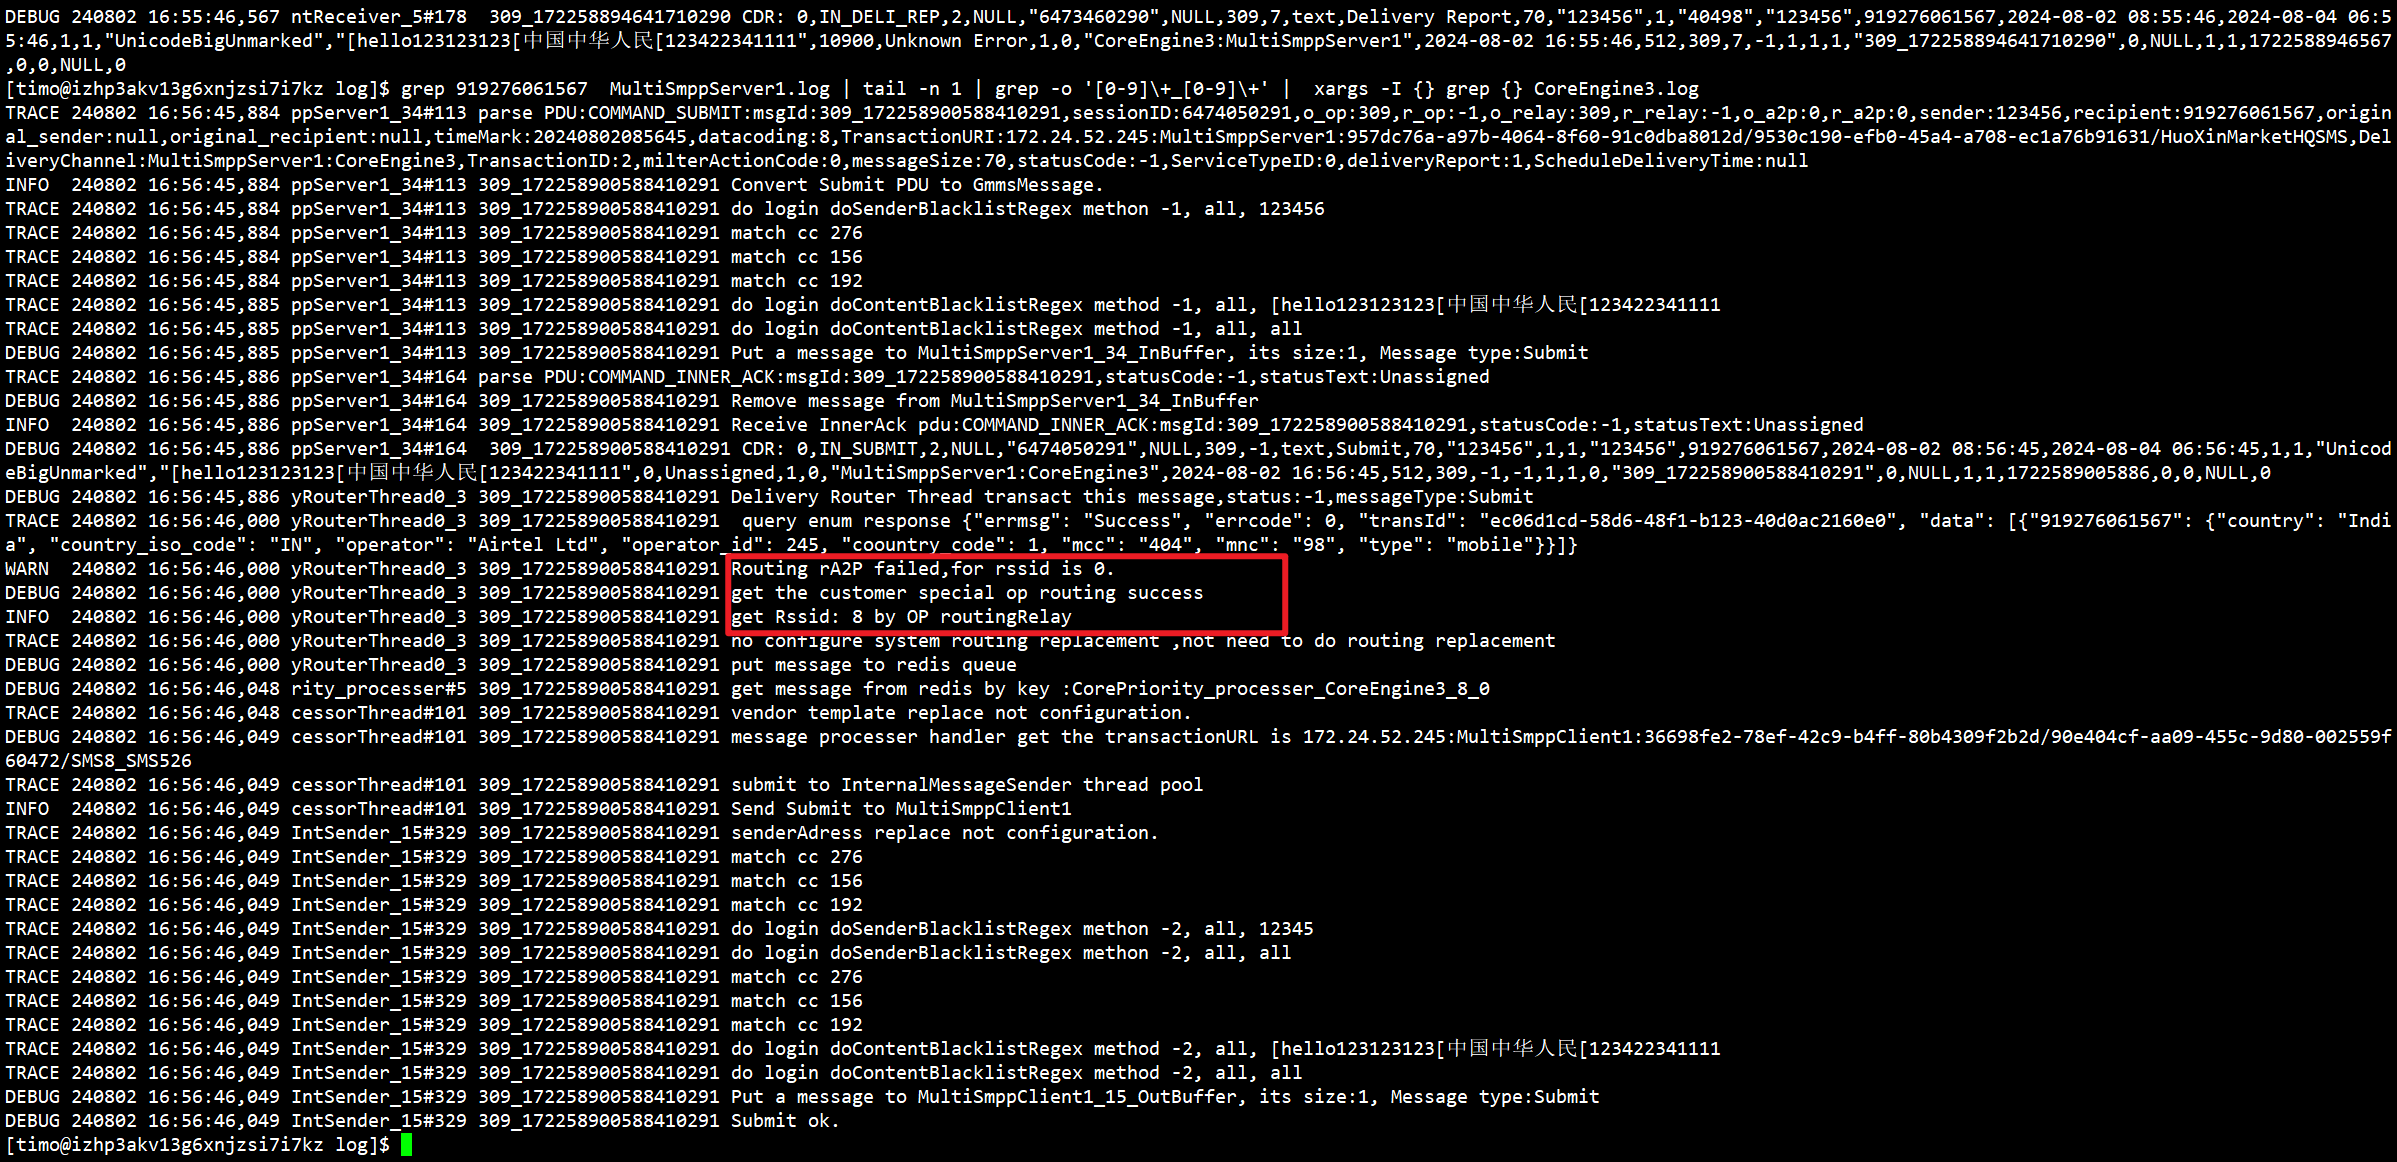 DEBUG 240802 16:55:46,567 ntReceiver_5#178  309_172258894641710290 CDR: 0,IN_DELI_REP,2,NULL,"6473460290",NULL,309,7,text,Delivery Report,70,"123456",1,"40498","123456",919276061567,2024-08-02 08:55:46,2024-08-04 06:5
5:46,1,1,"UnicodeBigUnmarked","[hello123123123[中国中华人民[123422341111",10900,Unknown Error,1,0,"CoreEngine3:MultiSmppServer1",2024-08-02 16:55:46,512,309,7,-1,1,1,1,"309_172258894641710290",0,NULL,1,1,1722588946567
,0,0,NULL,0
[timo@izhp3akv13g6xnjzsi7i7kz log]$ grep 919276061567  MultiSmppServer1.log | tail -n 1 | grep -o '[0-9]\+_[0-9]\+' |  xargs -I {} grep {} CoreEngine3.log
TRACE 240802 16:56:45,884 ppServer1_34#113 parse PDU:COMMAND_SUBMIT:msgId:309_172258900588410291,sessionID:6474050291,o_op:309,r_op:-1,o_relay:309,r_relay:-1,o_a2p:0,r_a2p:0,sender:123456,recipient:919276061567,origin
al_sender:null,original_recipient:null,timeMark:20240802085645,datacoding:8,TransactionURI:172.24.52.245:MultiSmppServer1:957dc76a-a97b-4064-8f60-91c0dba8012d/9530c190-efb0-45a4-a708-ec1a76b91631/HuoXinMarketHQSMS,Del
iveryChannel:MultiSmppServer1:CoreEngine3,TransactionID:2,milterActionCode:0,messageSize:70,statusCode:-1,ServiceTypeID:0,deliveryReport:1,ScheduleDeliveryTime:null
INFO  240802 16:56:45,884 ppServer1_34#113 309_172258900588410291 Convert Submit PDU to GmmsMessage.
TRACE 240802 16:56:45,884 ppServer1_34#113 309_172258900588410291 do login doSenderBlacklistRegex methon -1, all, 123456
TRACE 240802 16:56:45,884 ppServer1_34#113 309_172258900588410291 match cc 276
TRACE 240802 16:56:45,884 ppServer1_34#113 309_172258900588410291 match cc 156
TRACE 240802 16:56:45,884 ppServer1_34#113 309_172258900588410291 match cc 192
TRACE 240802 16:56:45,885 ppServer1_34#113 309_172258900588410291 do login doContentBlacklistRegex method -1, all, [hello123123123[中国中华人民[123422341111
TRACE 240802 16:56:45,885 ppServer1_34#113 309_172258900588410291 do login doContentBlacklistRegex method -1, all, all
DEBUG 240802 16:56:45,885 ppServer1_34#113 309_172258900588410291 Put a message to MultiSmppServer1_34_InBuffer, its size:1, Message type:Submit
TRACE 240802 16:56:45,886 ppServer1_34#164 parse PDU:COMMAND_INNER_ACK:msgId:309_172258900588410291,statusCode:-1,statusText:Unassigned
DEBUG 240802 16:56:45,886 ppServer1_34#164 309_172258900588410291 Remove message from MultiSmppServer1_34_InBuffer
INFO  240802 16:56:45,886 ppServer1_34#164 309_172258900588410291 Receive InnerAck pdu:COMMAND_INNER_ACK:msgId:309_172258900588410291,statusCode:-1,statusText:Unassigned
DEBUG 240802 16:56:45,886 ppServer1_34#164  309_172258900588410291 CDR: 0,IN_SUBMIT,2,NULL,"6474050291",NULL,309,-1,text,Submit,70,"123456",1,1,"123456",919276061567,2024-08-02 08:56:45,2024-08-04 06:56:45,1,1,"Unicod
eBigUnmarked","[hello123123123[中国中华人民[123422341111",0,Unassigned,1,0,"MultiSmppServer1:CoreEngine3",2024-08-02 16:56:45,512,309,-1,-1,1,1,0,"309_172258900588410291",0,NULL,1,1,1722589005886,0,0,NULL,0
DEBUG 240802 16:56:45,886 yRouterThread0_3 309_172258900588410291 Delivery Router Thread transact this message,status:-1,messageType:Submit
TRACE 240802 16:56:46,000 yRouterThread0_3 309_172258900588410291  query enum response {"errmsg": "Success", "errcode": 0, "transId": "ec06d1cd-58d6-48f1-b123-40d0ac2160e0", "data": [{"919276061567": {"country": "Indi
a", "country_iso_code": "IN", "operator": "Airtel Ltd", "operator_id": 245, "coountry_code": 1, "mcc": "404", "mnc": "98", "type": "mobile"}}]}
WARN  240802 16:56:46,000 yRouterThread0_3 309_172258900588410291 Routing rA2P failed,for rssid is 0.
DEBUG 240802 16:56:46,000 yRouterThread0_3 309_172258900588410291 get the customer special op routing success
INFO  240802 16:56:46,000 yRouterThread0_3 309_172258900588410291 get Rssid: 8 by OP routingRelay
TRACE 240802 16:56:46,000 yRouterThread0_3 309_172258900588410291 no configure system routing replacement ,not need to do routing replacement
DEBUG 240802 16:56:46,000 yRouterThread0_3 309_172258900588410291 put message to redis queue
DEBUG 240802 16:56:46,048 rity_processer#5 309_172258900588410291 get message from redis by key :CorePriority_processer_CoreEngine3_8_0
TRACE 240802 16:56:46,048 cessorThread#101 309_172258900588410291 vendor template replace not configuration.
DEBUG 240802 16:56:46,049 cessorThread#101 309_172258900588410291 message processer handler get the transactionURL is 172.24.52.245:MultiSmppClient1:36698fe2-78ef-42c9-b4ff-80b4309f2b2d/90e404cf-aa09-455c-9d80-002559f
60472/SMS8_SMS526
TRACE 240802 16:56:46,049 cessorThread#101 309_172258900588410291 submit to InternalMessageSender thread pool
INFO  240802 16:56:46,049 cessorThread#101 309_172258900588410291 Send Submit to MultiSmppClient1
TRACE 240802 16:56:46,049 IntSender_15#329 309_172258900588410291 senderAdress replace not configuration.
TRACE 240802 16:56:46,049 IntSender_15#329 309_172258900588410291 match cc 276
TRACE 240802 16:56:46,049 IntSender_15#329 309_172258900588410291 match cc 156
TRACE 240802 16:56:46,049 IntSender_15#329 309_172258900588410291 match cc 192
TRACE 240802 16:56:46,049 IntSender_15#329 309_172258900588410291 do login doSenderBlacklistRegex methon -2, all, 12345
TRACE 240802 16:56:46,049 IntSender_15#329 309_172258900588410291 do login doSenderBlacklistRegex methon -2, all, all
TRACE 240802 16:56:46,049 IntSender_15#329 309_172258900588410291 match cc 276
TRACE 240802 16:56:46,049 IntSender_15#329 309_172258900588410291 match cc 156
TRACE 240802 16:56:46,049 IntSender_15#329 309_172258900588410291 match cc 192
TRACE 240802 16:56:46,049 IntSender_15#329 309_172258900588410291 do login doContentBlacklistRegex method -2, all, [hello123123123[中国中华人民[123422341111
TRACE 240802 16:56:46,049 IntSender_15#329 309_172258900588410291 do login doContentBlacklistRegex method -2, all, all
DEBUG 240802 16:56:46,049 IntSender_15#329 309_172258900588410291 Put a message to MultiSmppClient1_15_OutBuffer, its size:1, Message type:Submit
DEBUG 240802 16:56:46,049 IntSender_15#329 309_172258900588410291 Submit ok.
[timo@izhp3akv13g6xnjzsi7i7kz log]$